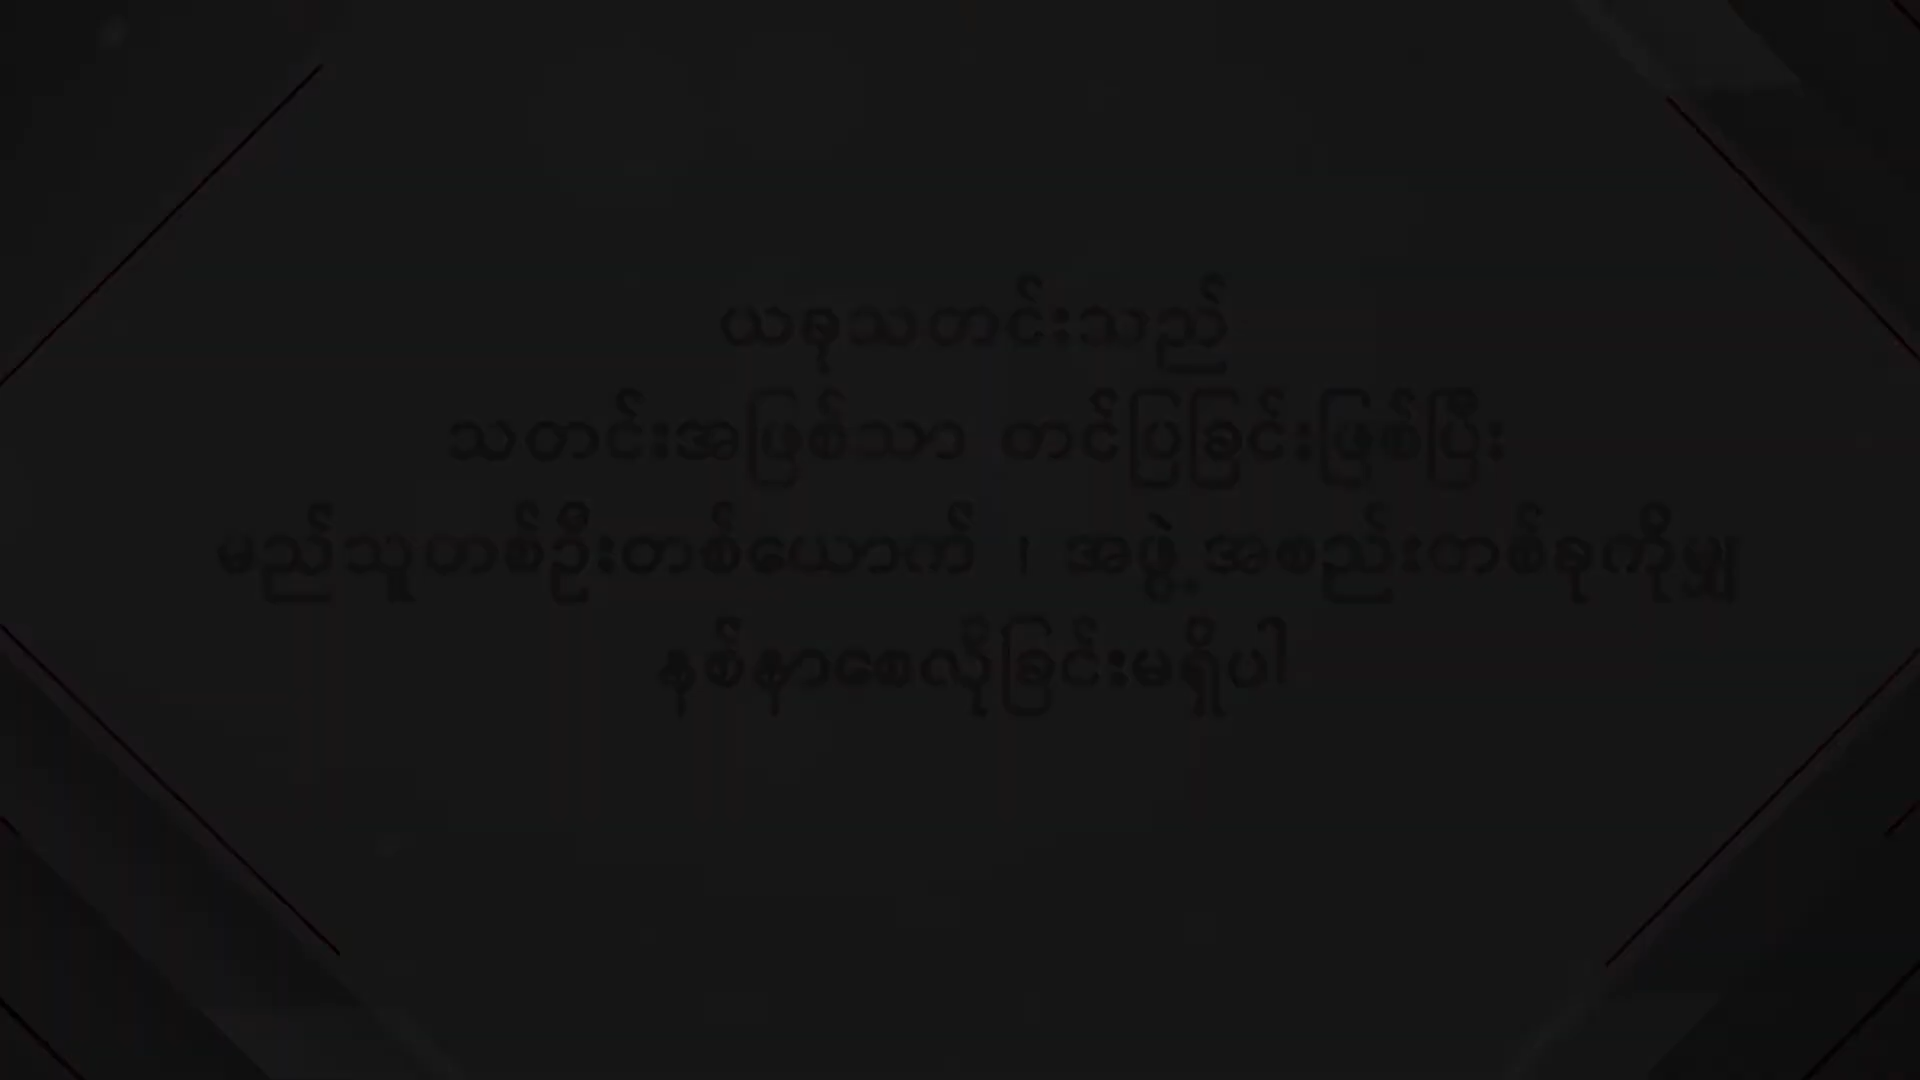 ယခုသတင်းသည်
သတင်းအဖြစ်သာ တင်ပြခြင်းဖြစ်ပြီး
မည်သူတစ်ဦးတစ်ယောက် ၊ အဖွဲ့အစည်းတစ်ခုကိုမျှ
နစ်နာစေလိုခြင်းမရှိပါ